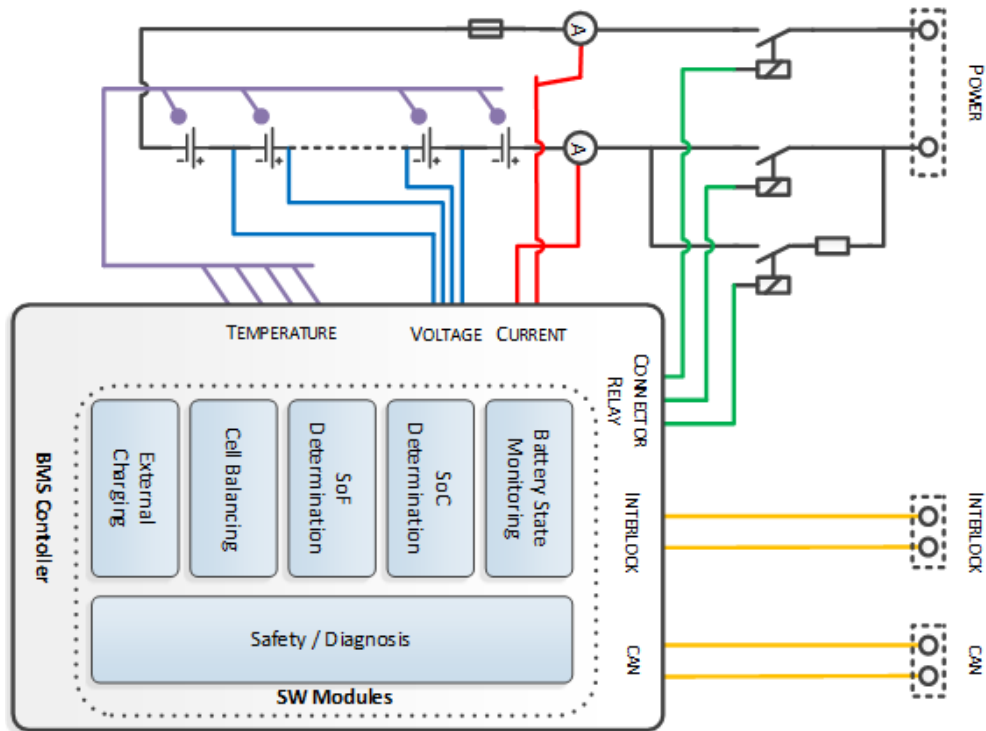 A
POWER
- +
- +
- +
- +
A
TEMPERATURE
VOLTAGE
CURRENT
CONNECTOR
RELAY
External
Charging
Cell Balancing
SoF
Determination
SoC
Determination
Battery State
Monitoring
BMS Contoller
INTERLOCK
INTERLOCK
Safety / Diagnosis
CAN
CAN
SW Modules